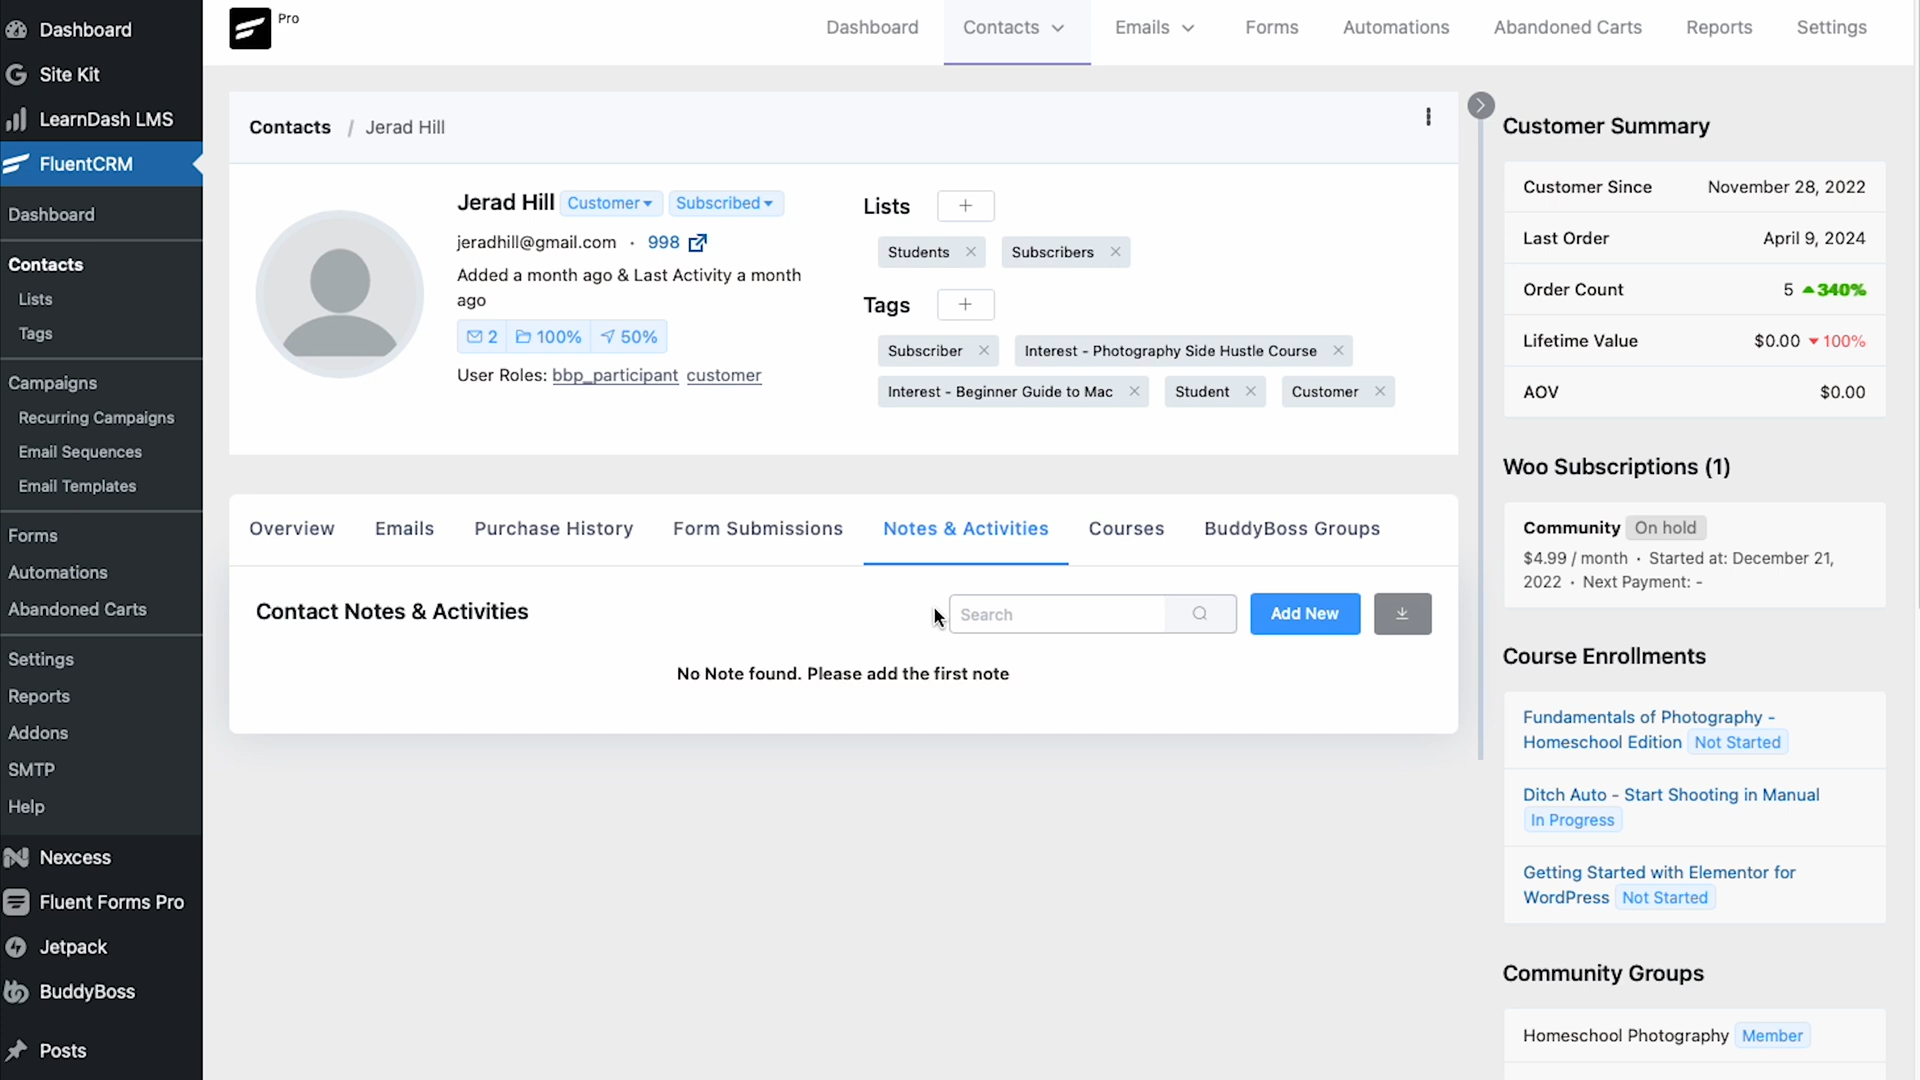 Dashboard
Site Kit
LearnDash LMS
FluentCRM
Dashboard
Contacts
Lists
Tags
Campaigns
Recurring Campaigns
Email Sequences
Email Templates
Forms
Automations
Abandoned Carts
Settings
Reports
Addons
SMTP
Help
Nexcess
Fluent Forms Pro
Jetpack
BuddyBoss
Posts
Pro
Dashboard Contacts Emails Forms Automations Abandoned Carts Reports Settings
Contacts / Jerad Hill
Jerad Hill Customer Subscribed
jeradhill@gmail.com · 998
Added a month ago & Last Activity a month
ago
2 100% 50%
User Roles: bbp_participant customer
Lists +
Students × Subscribers ×
Tags +
Subscriber × Interest - Photography Side Hustle Course ×
Interest - Beginner Guide to Mac × Student × Customer ×
Overview Emails Purchase History Form Submissions Notes & Activities Courses BuddyBoss Groups
Contact Notes & Activities
Search
Add New
No Note found. Please add the first note
Customer Summary
Customer Since November 28, 2022
Last Order April 9, 2024
Order Count 5 340%
Lifetime Value $0.00 100%
AOV $0.00
Woo Subscriptions (1)
Community On hold
$4.99 / month · Started at: December 21,
2022 · Next Payment: -
Course Enrollments
Fundamentals of Photography -
Homeschool Edition Not Started
Ditch Auto - Start Shooting in Manual
In Progress
Getting Started with Elementor for
WordPress Not Started
Community Groups
Homeschool Photography Member